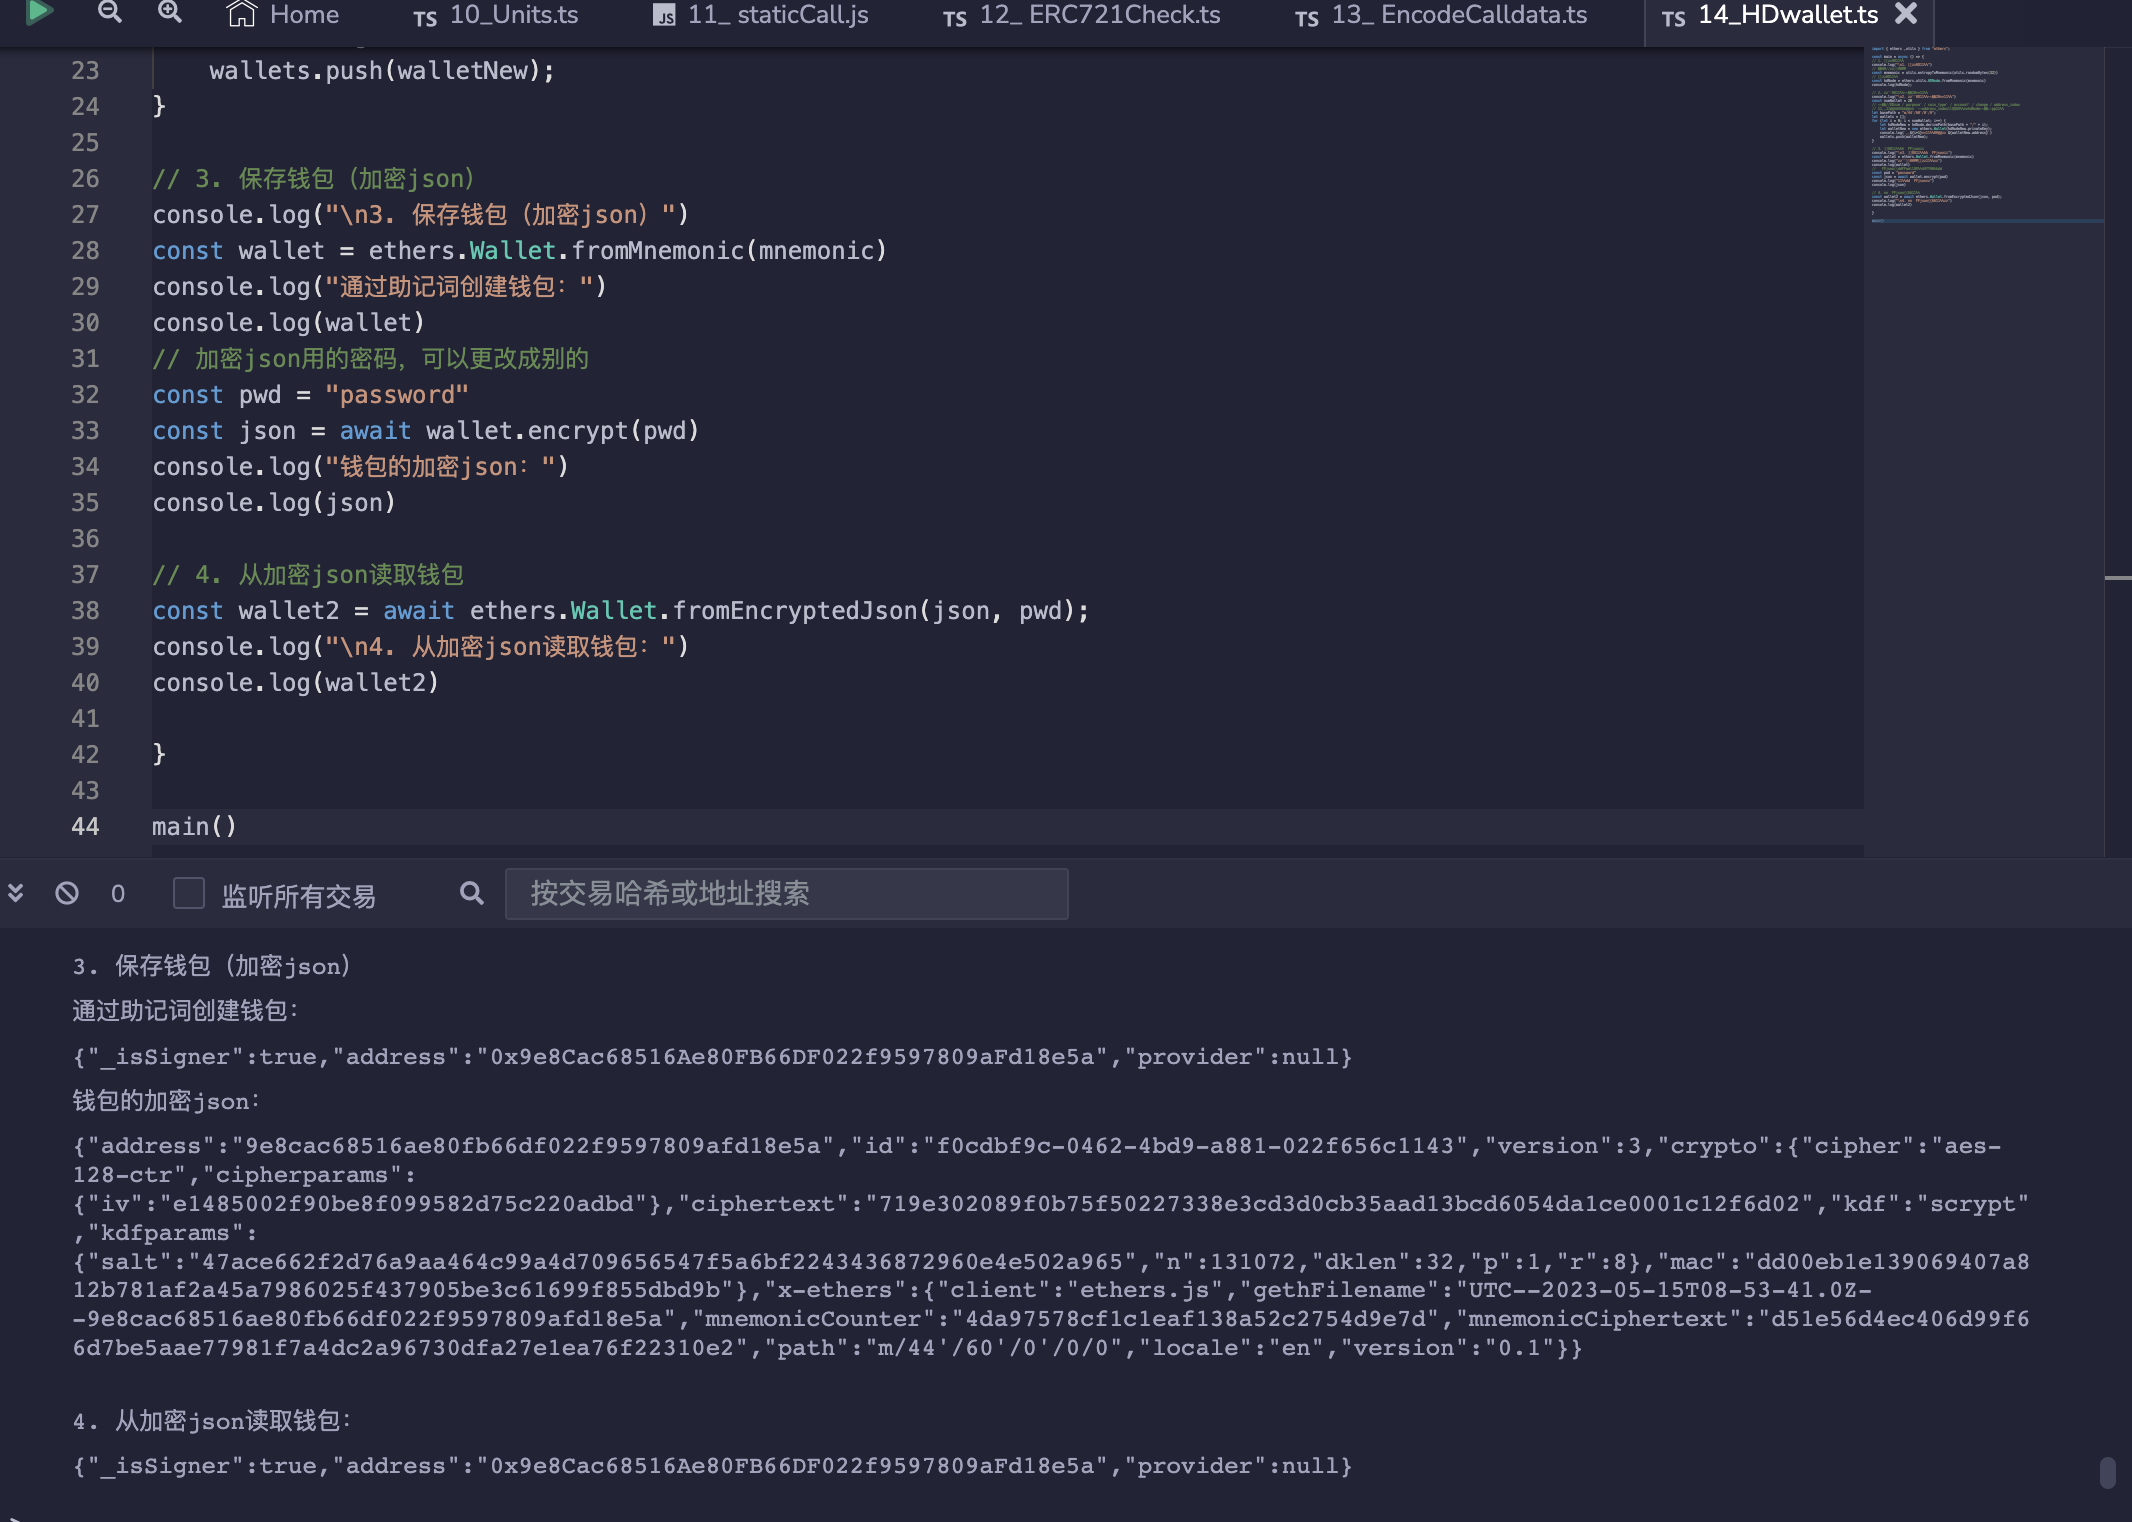 Home
TS 10_Units.ts
JS 11_ staticCall.js
TS 12_ ERC721Check.ts
TS 13_ EncodeCalldata.ts
TS 14_HDwallet.ts
23 wallets.push(walletNew);
24 }
25
26 // 3. 保存钱包（加密json）
27 console.log("\n3. 保存钱包（加密json）")
28 const wallet = ethers.Wallet.fromMnemonic(mnemonic)
29 console.log("通过助记词创建钱包：")
30 console.log(wallet)
31 // 加密json用的密码，可以更改成别的
32 const pwd = "password"
33 const json = await wallet.encrypt(pwd)
34 console.log("钱包的加密json：")
35 console.log(json)
36
37 // 4. 从加密json读取钱包
38 const wallet2 = await ethers.Wallet.fromEncryptedJson(json, pwd);
39 console.log("\n4. 从加密json读取钱包：")
40 console.log(wallet2)
41
42 }
43
44 main()
0 监听所有交易 按交易哈希或地址搜索
3. 保存钱包（加密json）
通过助记词创建钱包：
{"_isSigner":true,"address":"0x9e8Cac68516Ae80FB66DF022f9597809aFd18e5a","provider":null}
钱包的加密json：
{"address":"9e8cac68516ae80fb66df022f9597809afd18e5a","id":"f0cdbf9c-0462-4bd9-a881-022f656c1143","version":3,"crypto":{"cipher":"aes-
128-ctr","cipherparams":
{"iv":"e1485002f90be8f099582d75c220adbd"},"ciphertext":"719e302089f0b75f50227338e3cd3d0cb35aad13bcd6054da1ce0001c12f6d02","kdf":"scrypt"
,"kdfparams":
{"salt":"47ace662f2d76a9aa464c99a4d709656547f5a6bf2243436872960e4e502a965","n":131072,"dklen":32,"p":1,"r":8},"mac":"dd00eb1e139069407a8
12b781af2a45a7986025f437905be3c61699f855dbd9b"},"x-ethers":{"client":"ethers.js","gethFilename":"UTC--2023-05-15T08-53-41.0Z-
-9e8cac68516ae80fb66df022f9597809afd18e5a","mnemonicCounter":"4da97578cf1c1eaf138a52c2754d9e7d","mnemonicCiphertext":"d51e56d4ec406d99f6
6d7be5aae77981f7a4dc2a96730dfa27e1ea76f22310e2","path":"m/44'/60'/0'/0/0","locale":"en","version":"0.1"}}
4. 从加密json读取钱包：
{"_isSigner":true,"address":"0x9e8Cac68516Ae80FB66DF022f9597809aFd18e5a","provider":null}